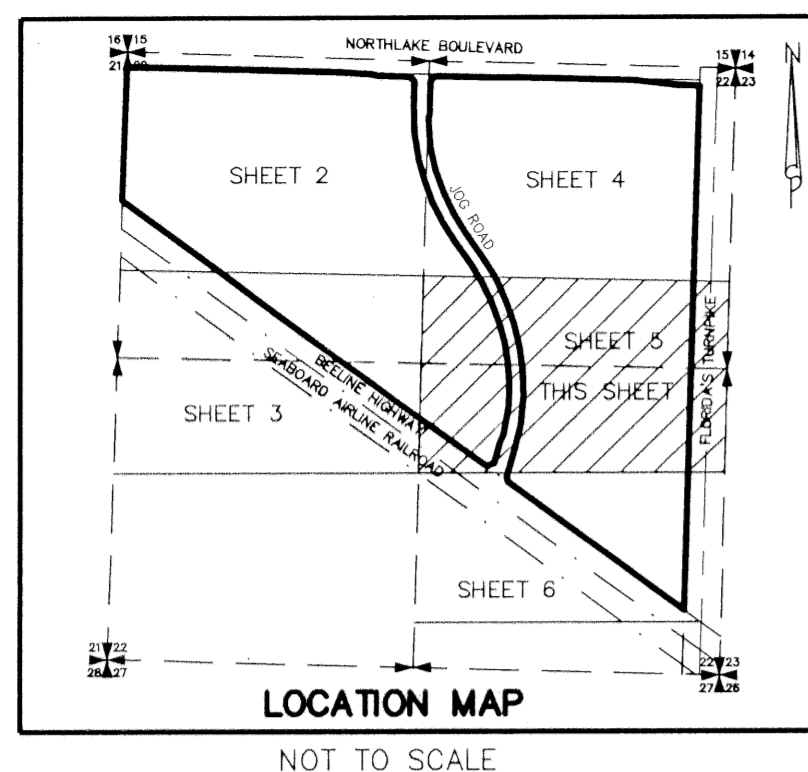 16 15
NORTHLAKE BOULEVARD
15 14
21
22 23
N
SHEET 2
SHEET 4
JOG ROAD
SHEET 5
THIS SHEET
FLORIDA'S TURNPIKE
BEELINE HIGHWAY
SEABOARD AIRLINE RAILROAD
SHEET 3
SHEET 6
21 22
28 27
22 23
27 26
LOCATION MAP
NOT TO SCALE